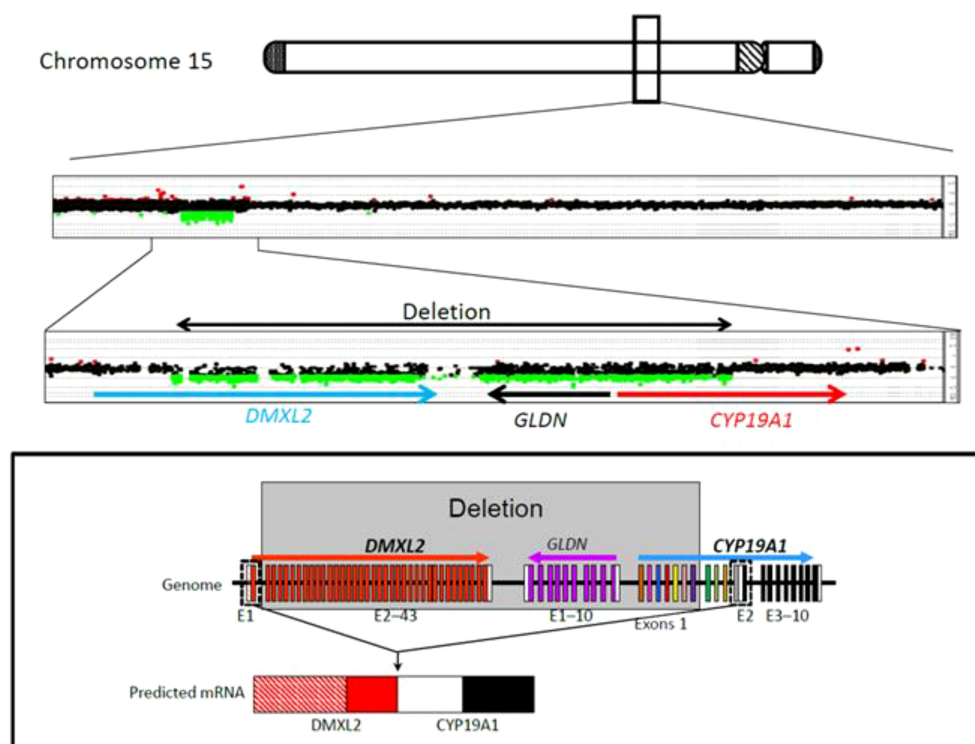 Chromosome 15
Deletion
DMXL2
GLDN
CYP19A1
Deletion
DMXL2
GLDN
CYP19A1
Genome
E1
E2–43
E1–10
Exons 1
E2
E3–10
Predicted mRNA
DMXL2
CYP19A1